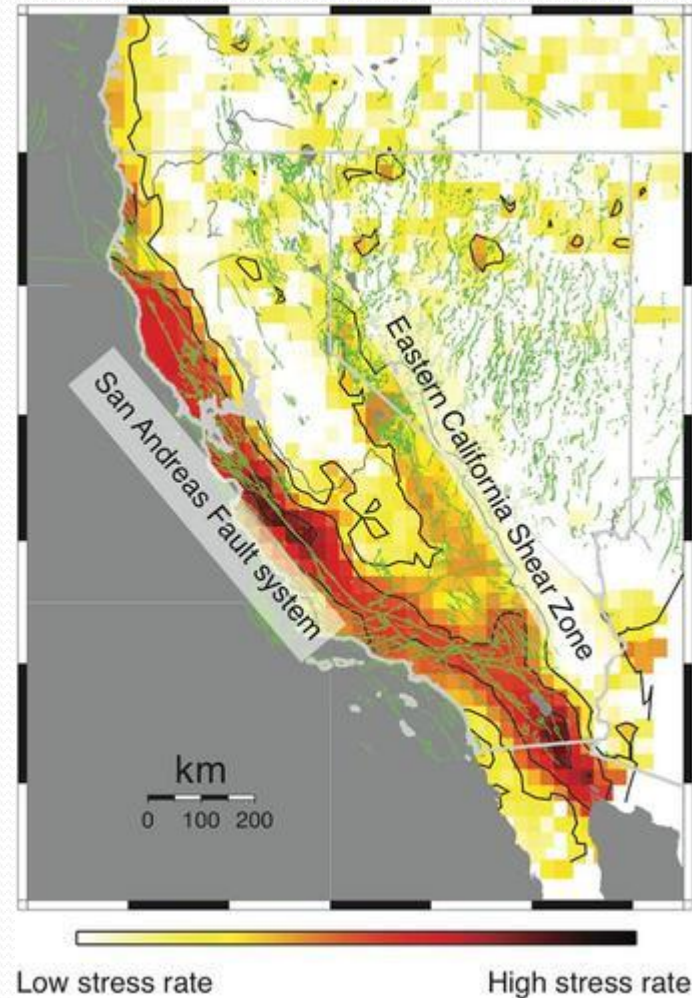 San Andreas Fault system
Eastern California Shear Zone
km
0 100 200
Low stress rate High stress rate